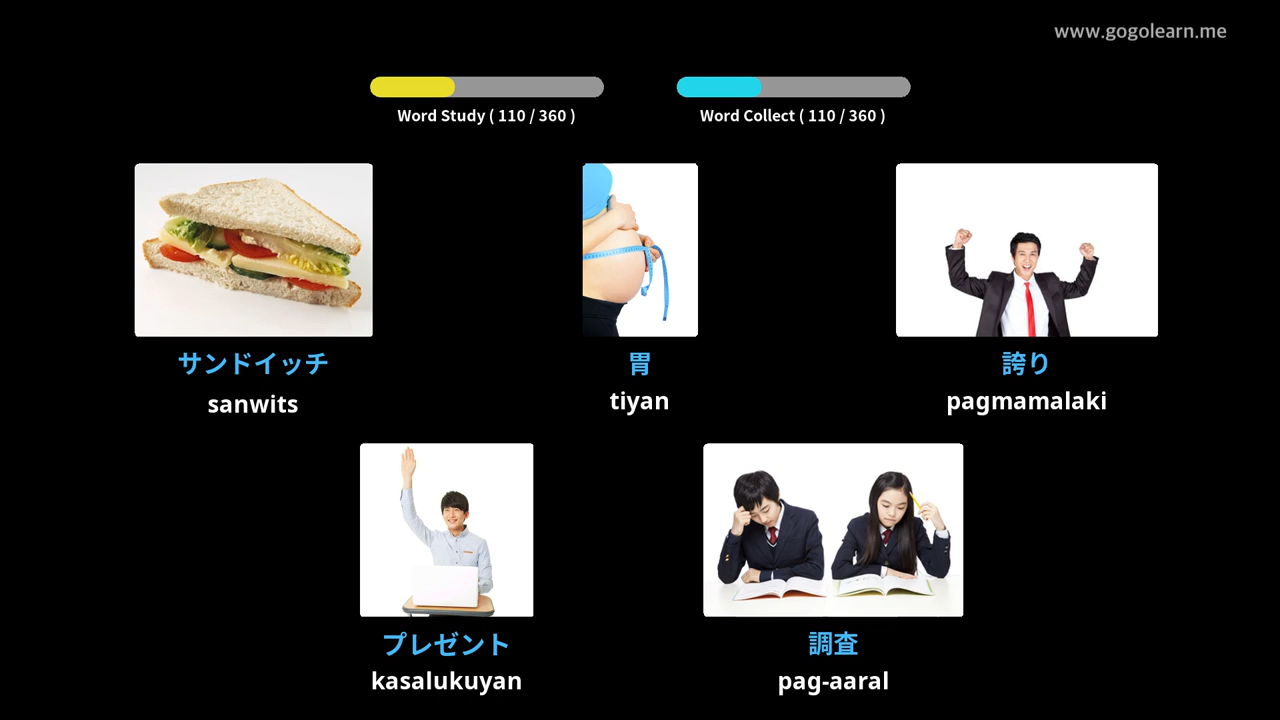 www.gogolearn.me
Word Study ( 110 / 360 )
Word Collect ( 110 / 360 )
サンドイッチ
sanwits
胃
tiyan
誇り
pagmamalaki
プレゼント
kasalukuyan
調査
pag-aaral